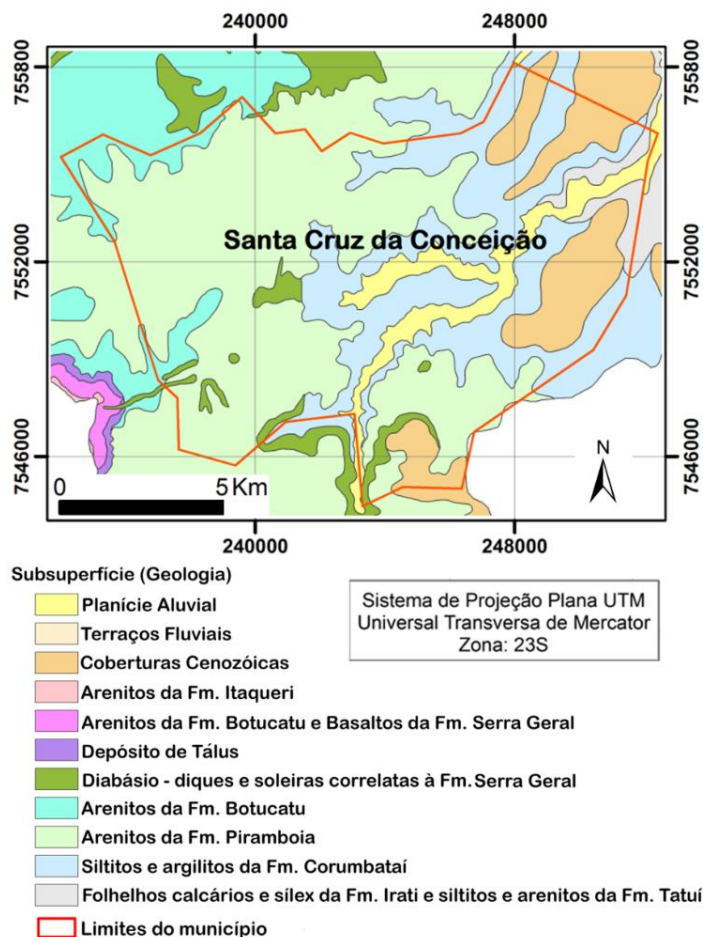 240000
248000
755800
755800
Santa Cruz da Conceição
7552000
7552000
7546000
7546000
N
0
5 Km
240000
248000
Subsuperfície (Geologia)
Sistema de Projeção Plana UTM
Universal Transversa de Mercator
Zona: 23S
Planície Aluvial
Terraços Fluviais
Coberturas Cenozóicas
Arenitos da Fm. Itaqueri
Arenitos da Fm. Botucatu e Basaltos da Fm. Serra Geral
Depósito de Tálus
Diabásio - diques e soleiras correlatas à Fm. Serra Geral
Arenitos da Fm. Botucatu
Arenitos da Fm. Piramboia
Siltitos e argilitos da Fm. Corumbataí
Folhelhos calcários e sílex da Fm. Irati e siltitos e arenitos da Fm. Tatuí
Limites do município